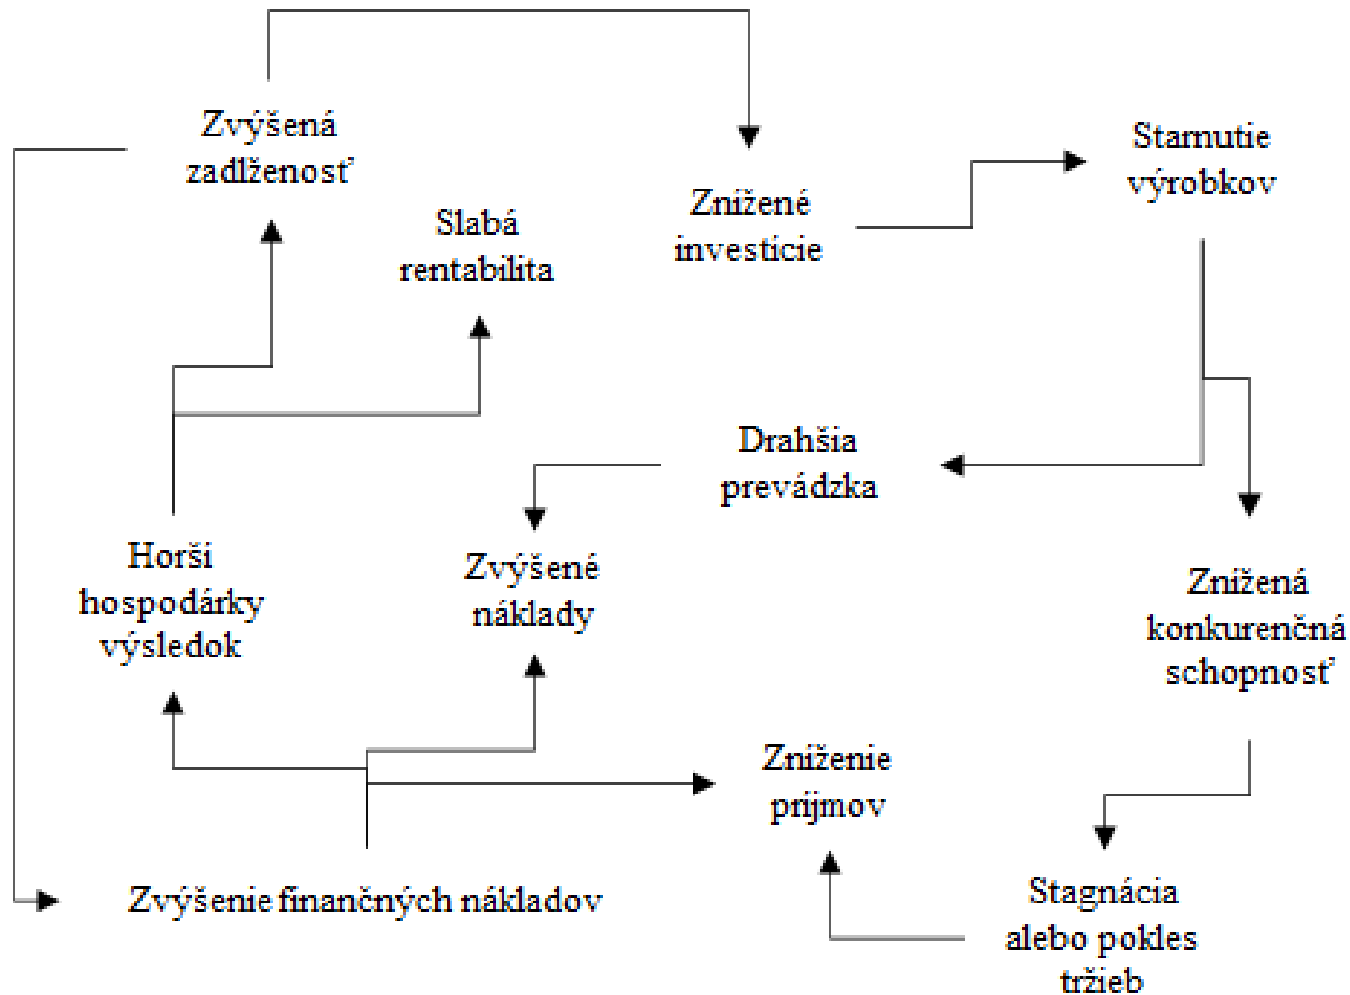 Zvýšená
zadlženosť
Slabá
rentabilita
Znížené
investície
Starnutie
výrobkov
Drahšia
prevádzka
Horší
hospodárky
výsledok
Zvýšené
náklady
Znížená
konkurenčná
schopnosť
Zníženie
príjmov
Zvýšenie finančných nákladov
Stagnácia
alebo pokles
tržieb